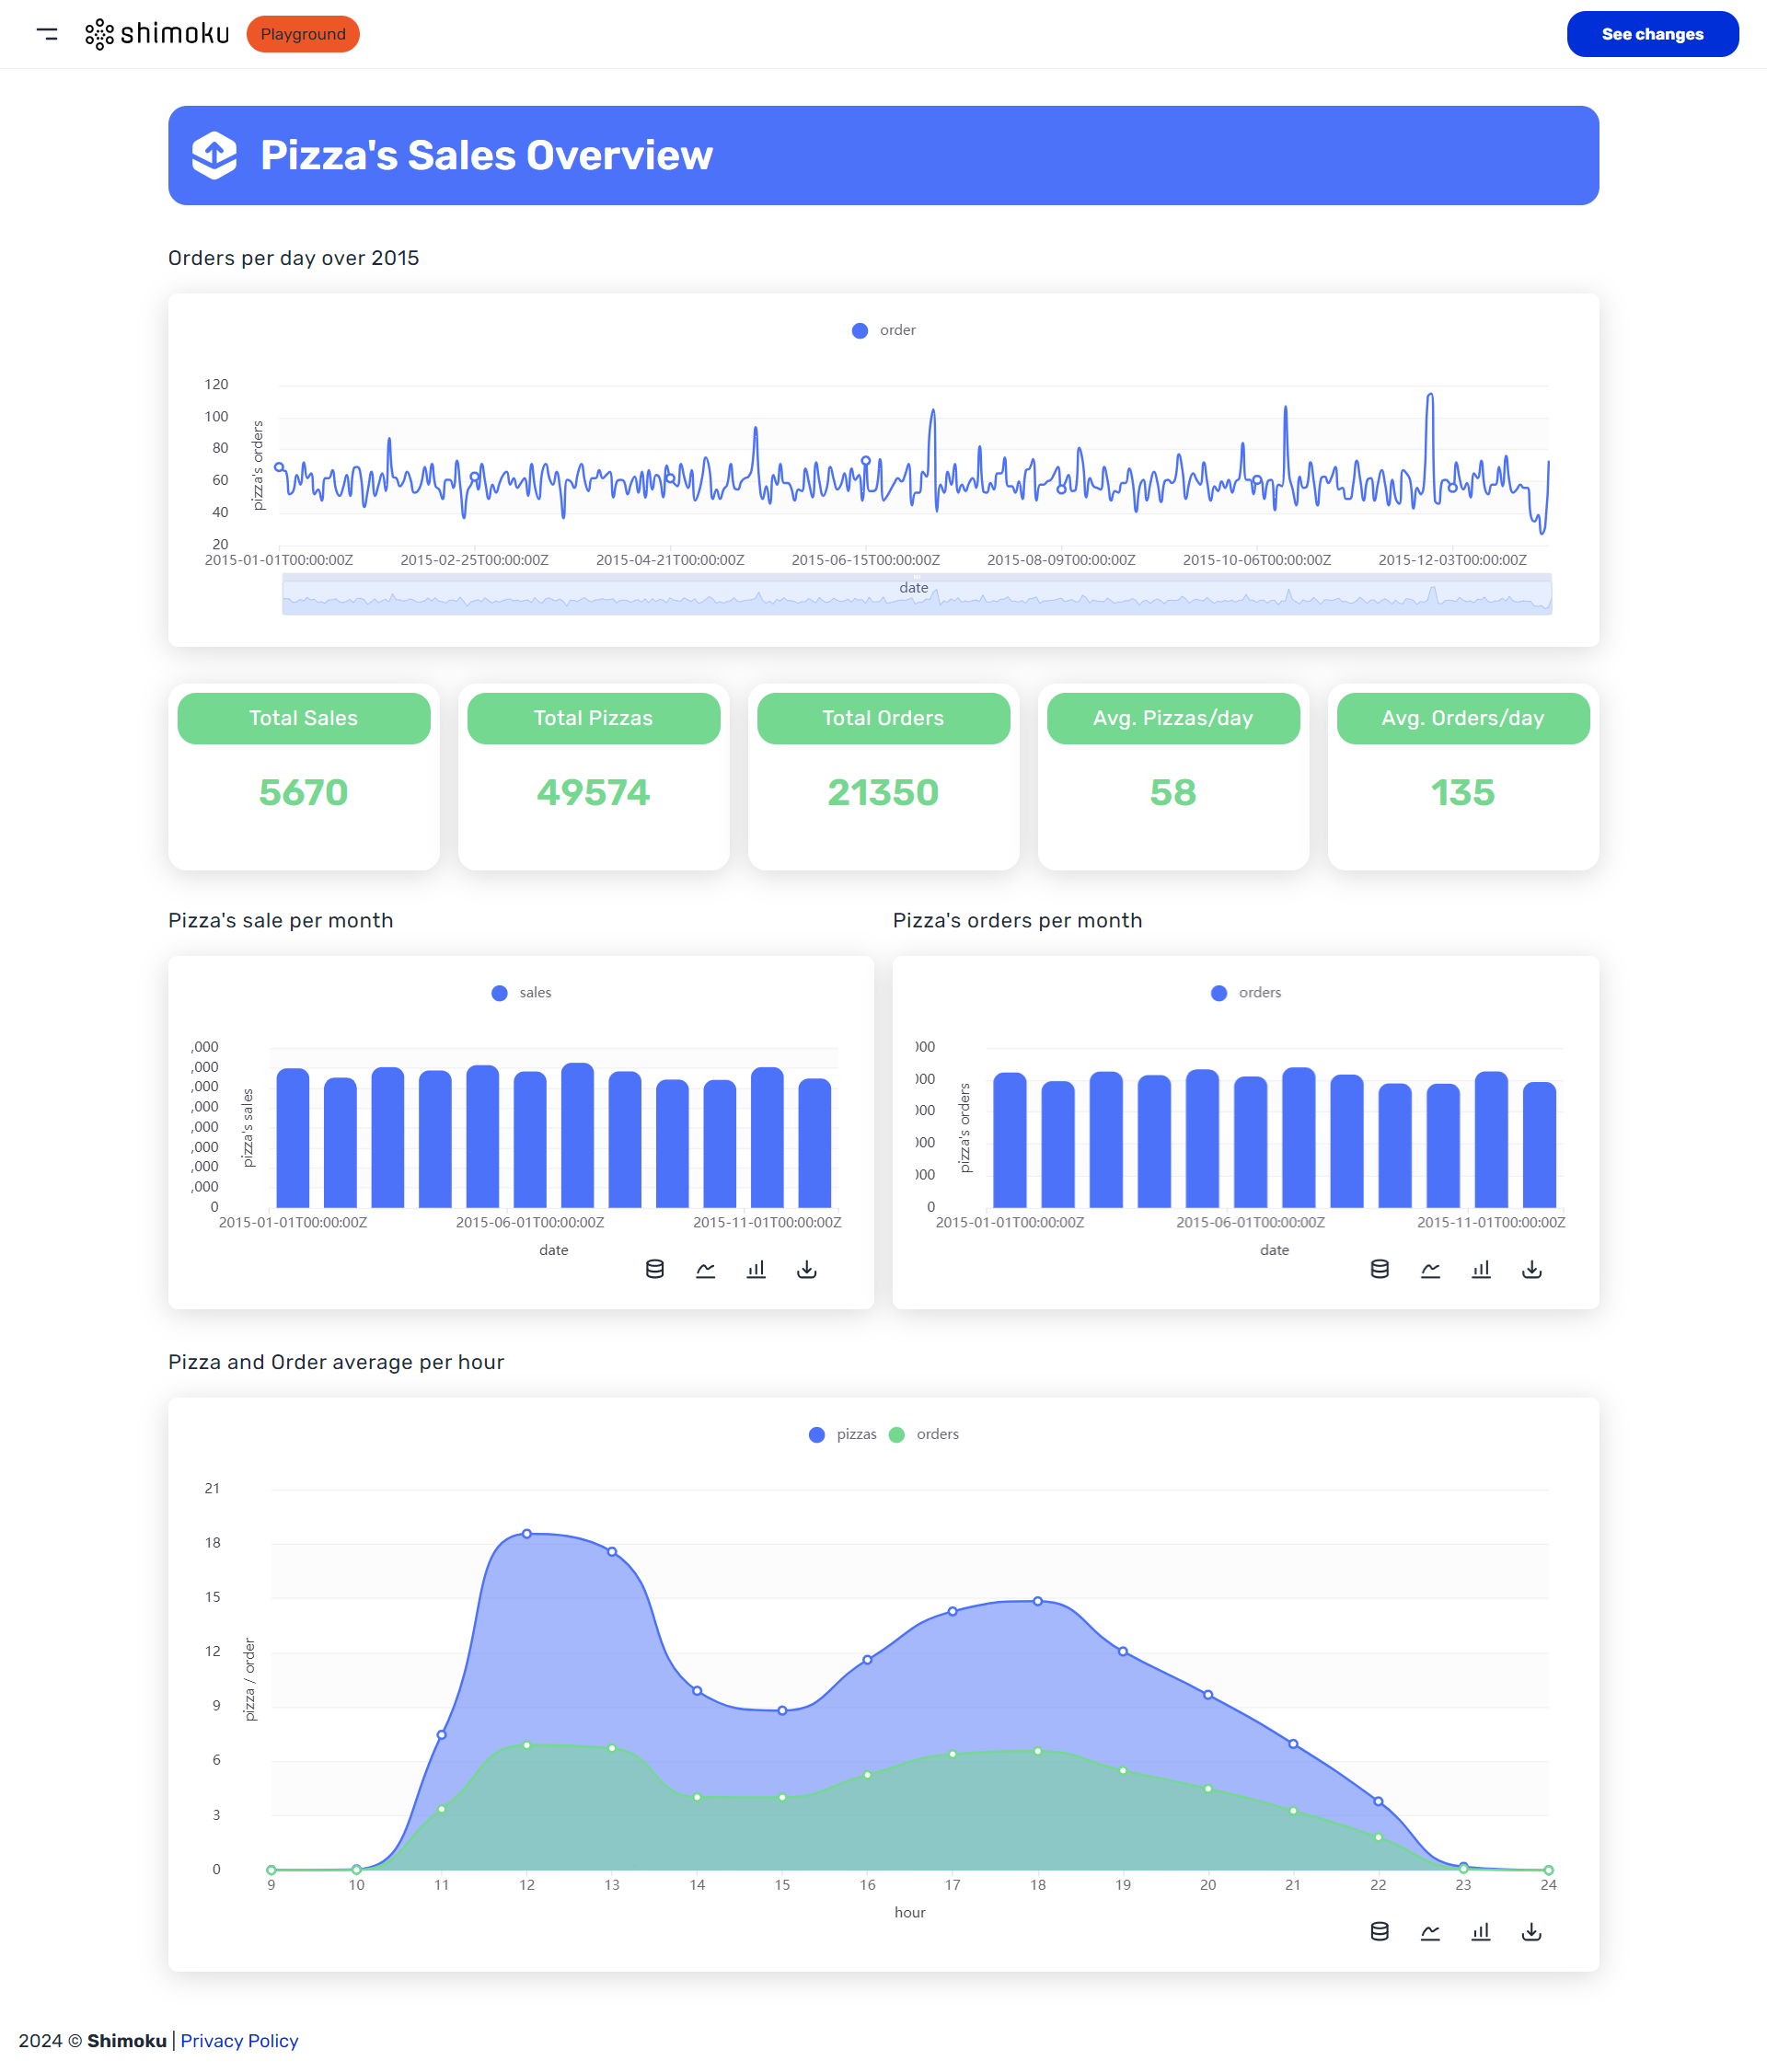 shimoku
Playground
See changes
Pizza's Sales Overview
Orders per day over 2015
order
120
100
80
60
40
20
pizza's orders
2015-01-01T00:00:00Z 2015-02-25T00:00:00Z 2015-04-21T00:00:00Z 2015-06-15T00:00:00Z 2015-08-09T00:00:00Z 2015-10-06T00:00:00Z 2015-12-03T00:00:00Z
date
Total Sales
5670
Total Pizzas
49574
Total Orders
21350
Avg. Pizzas/day
58
Avg. Orders/day
135
Pizza's sale per month
sales
,000
,000
,000
,000
,000
,000
,000
,000
0
pizza's sales
2015-01-01T00:00:00Z 2015-06-01T00:00:00Z 2015-11-01T00:00:00Z
date
Pizza's orders per month
orders
000
000
000
000
000
0
pizza's orders
2015-01-01T00:00:00Z 2015-06-01T00:00:00Z 2015-11-01T00:00:00Z
date
Pizza and Order average per hour
pizzas orders
21
18
15
12
9
6
3
0
pizza / order
9 10 11 12 13 14 15 16 17 18 19 20 21 22 23 24
hour
2024 © Shimoku | Privacy Policy